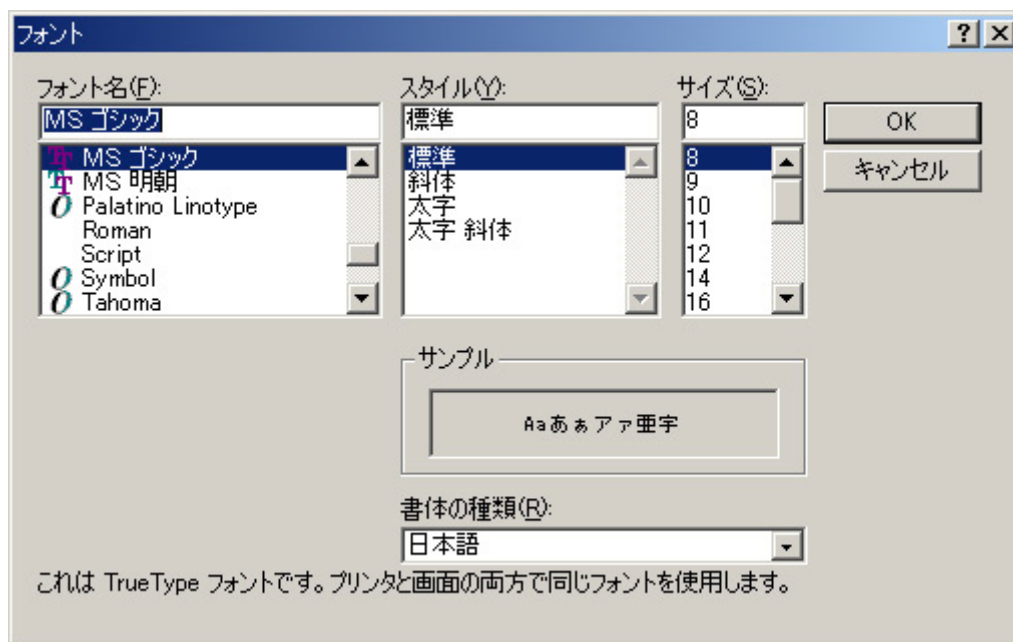 フォント
フォント名(F):
MS ゴシック
MS ゴシック
MS 明朝
Palatino Linotype
Roman
Script
Symbol
Tahoma
スタイル(Y):
標準
標準
斜体
太字
太字 斜体
サイズ(S):
8
8
9
10
11
12
14
16
OK
キャンセル
サンプル
Aaあぁアァ亜宇
書体の種類(R):
日本語
これは TrueType フォントです。プリンタと画面の両方で同じフォントを使用します。